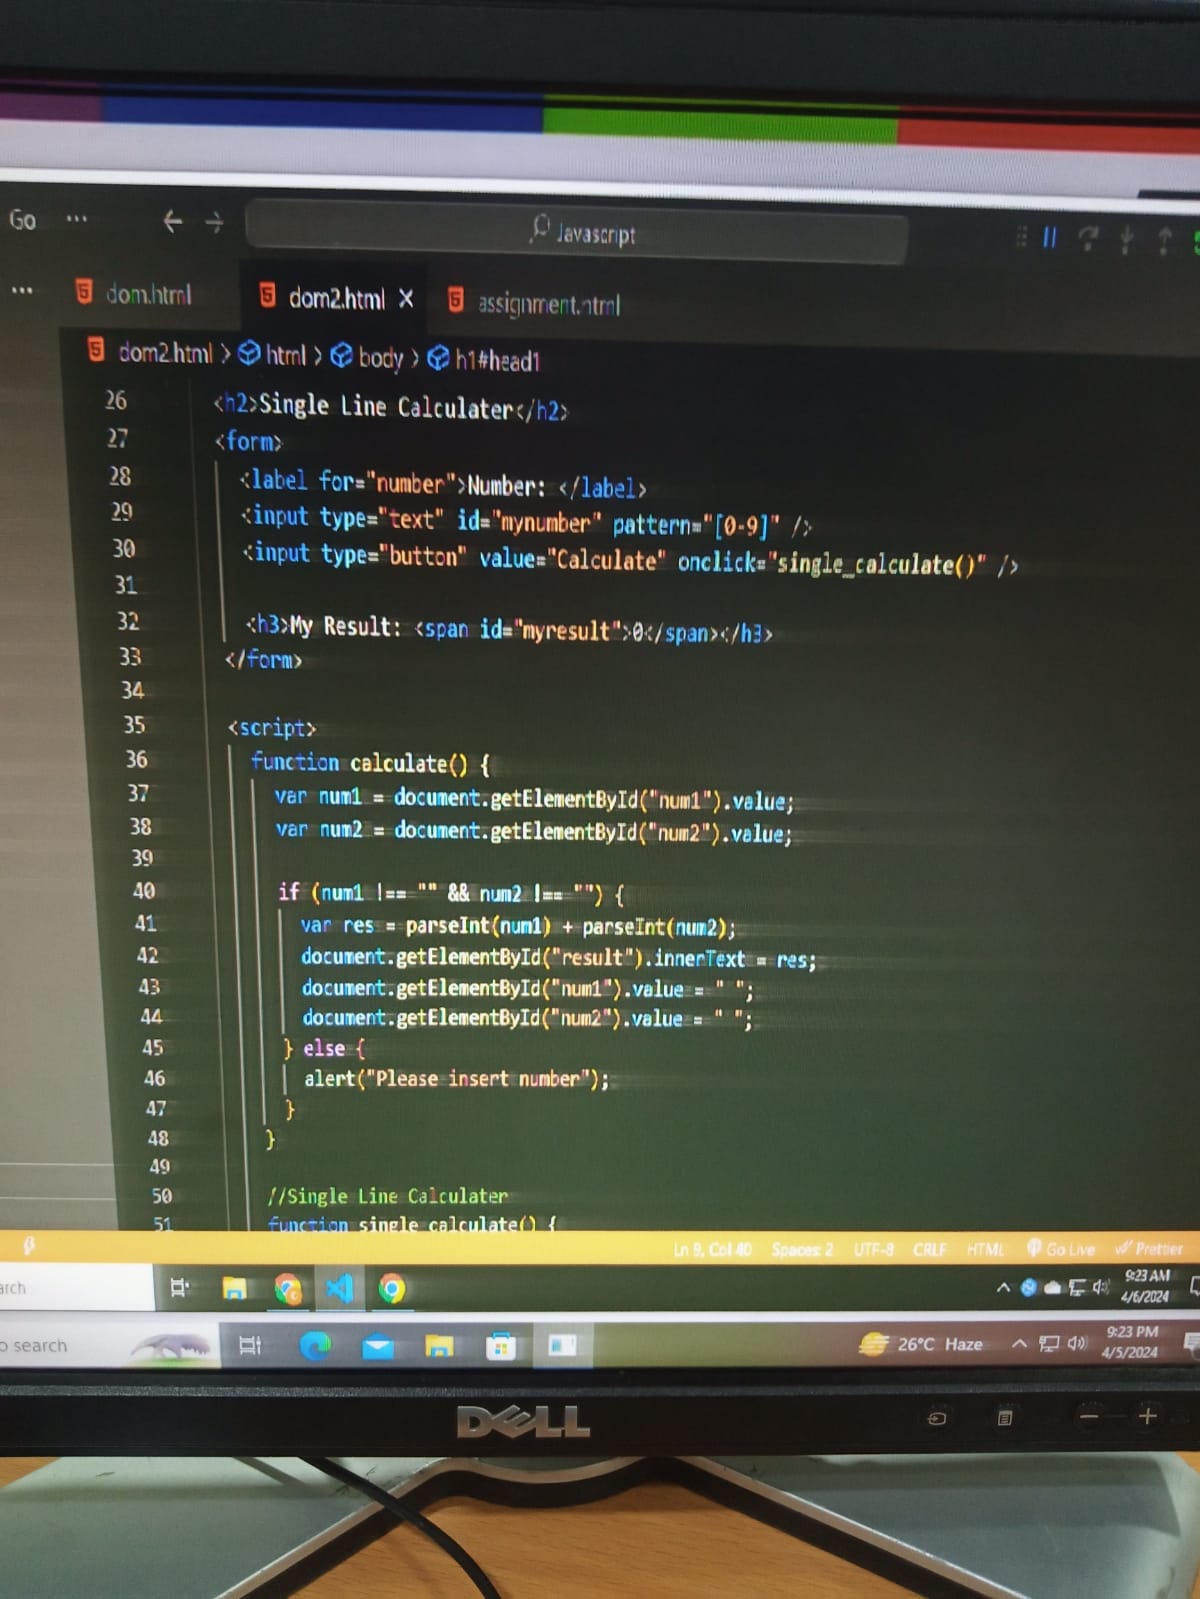 Go ...
Javascript
... dom.html dom2.html X assignment.html
dom2.html > html > body > h1#head1
26 <h2>Single Line Calculater</h2>
27 <form>
28 <label for="number">Number: </label>
29 <input type="text" id="mynumber" pattern="[0-9]" />
30 <input type="button" value="Calculate" onclick="single_calculate()" />
31
32 <h3>My Result: <span id="myresult">0</span></h3>
33 </form>
34
35 <script>
36 function calculate() {
37 var num1 = document.getElementById("num1").value;
38 var num2 = document.getElementById("num2").value;
39
40 if (num1 !== "" && num2 !== "") {
41 var res = parseInt(num1) + parseInt(num2);
42 document.getElementById("result").innerText = res;
43 document.getElementById("num1").value = " ";
44 document.getElementById("num2").value = " ";
45 } else {
46 alert("Please insert number");
47 }
48 }
49
50 //Single Line Calculater
51 function single_calculate() {
Ln 9, Col 40 Spaces: 2 UTF-8 CRLF HTML Go Live Prettier
arch
9:23 AM
4/6/2024
o search
26°C Haze
9:23 PM
4/5/2024
DELL